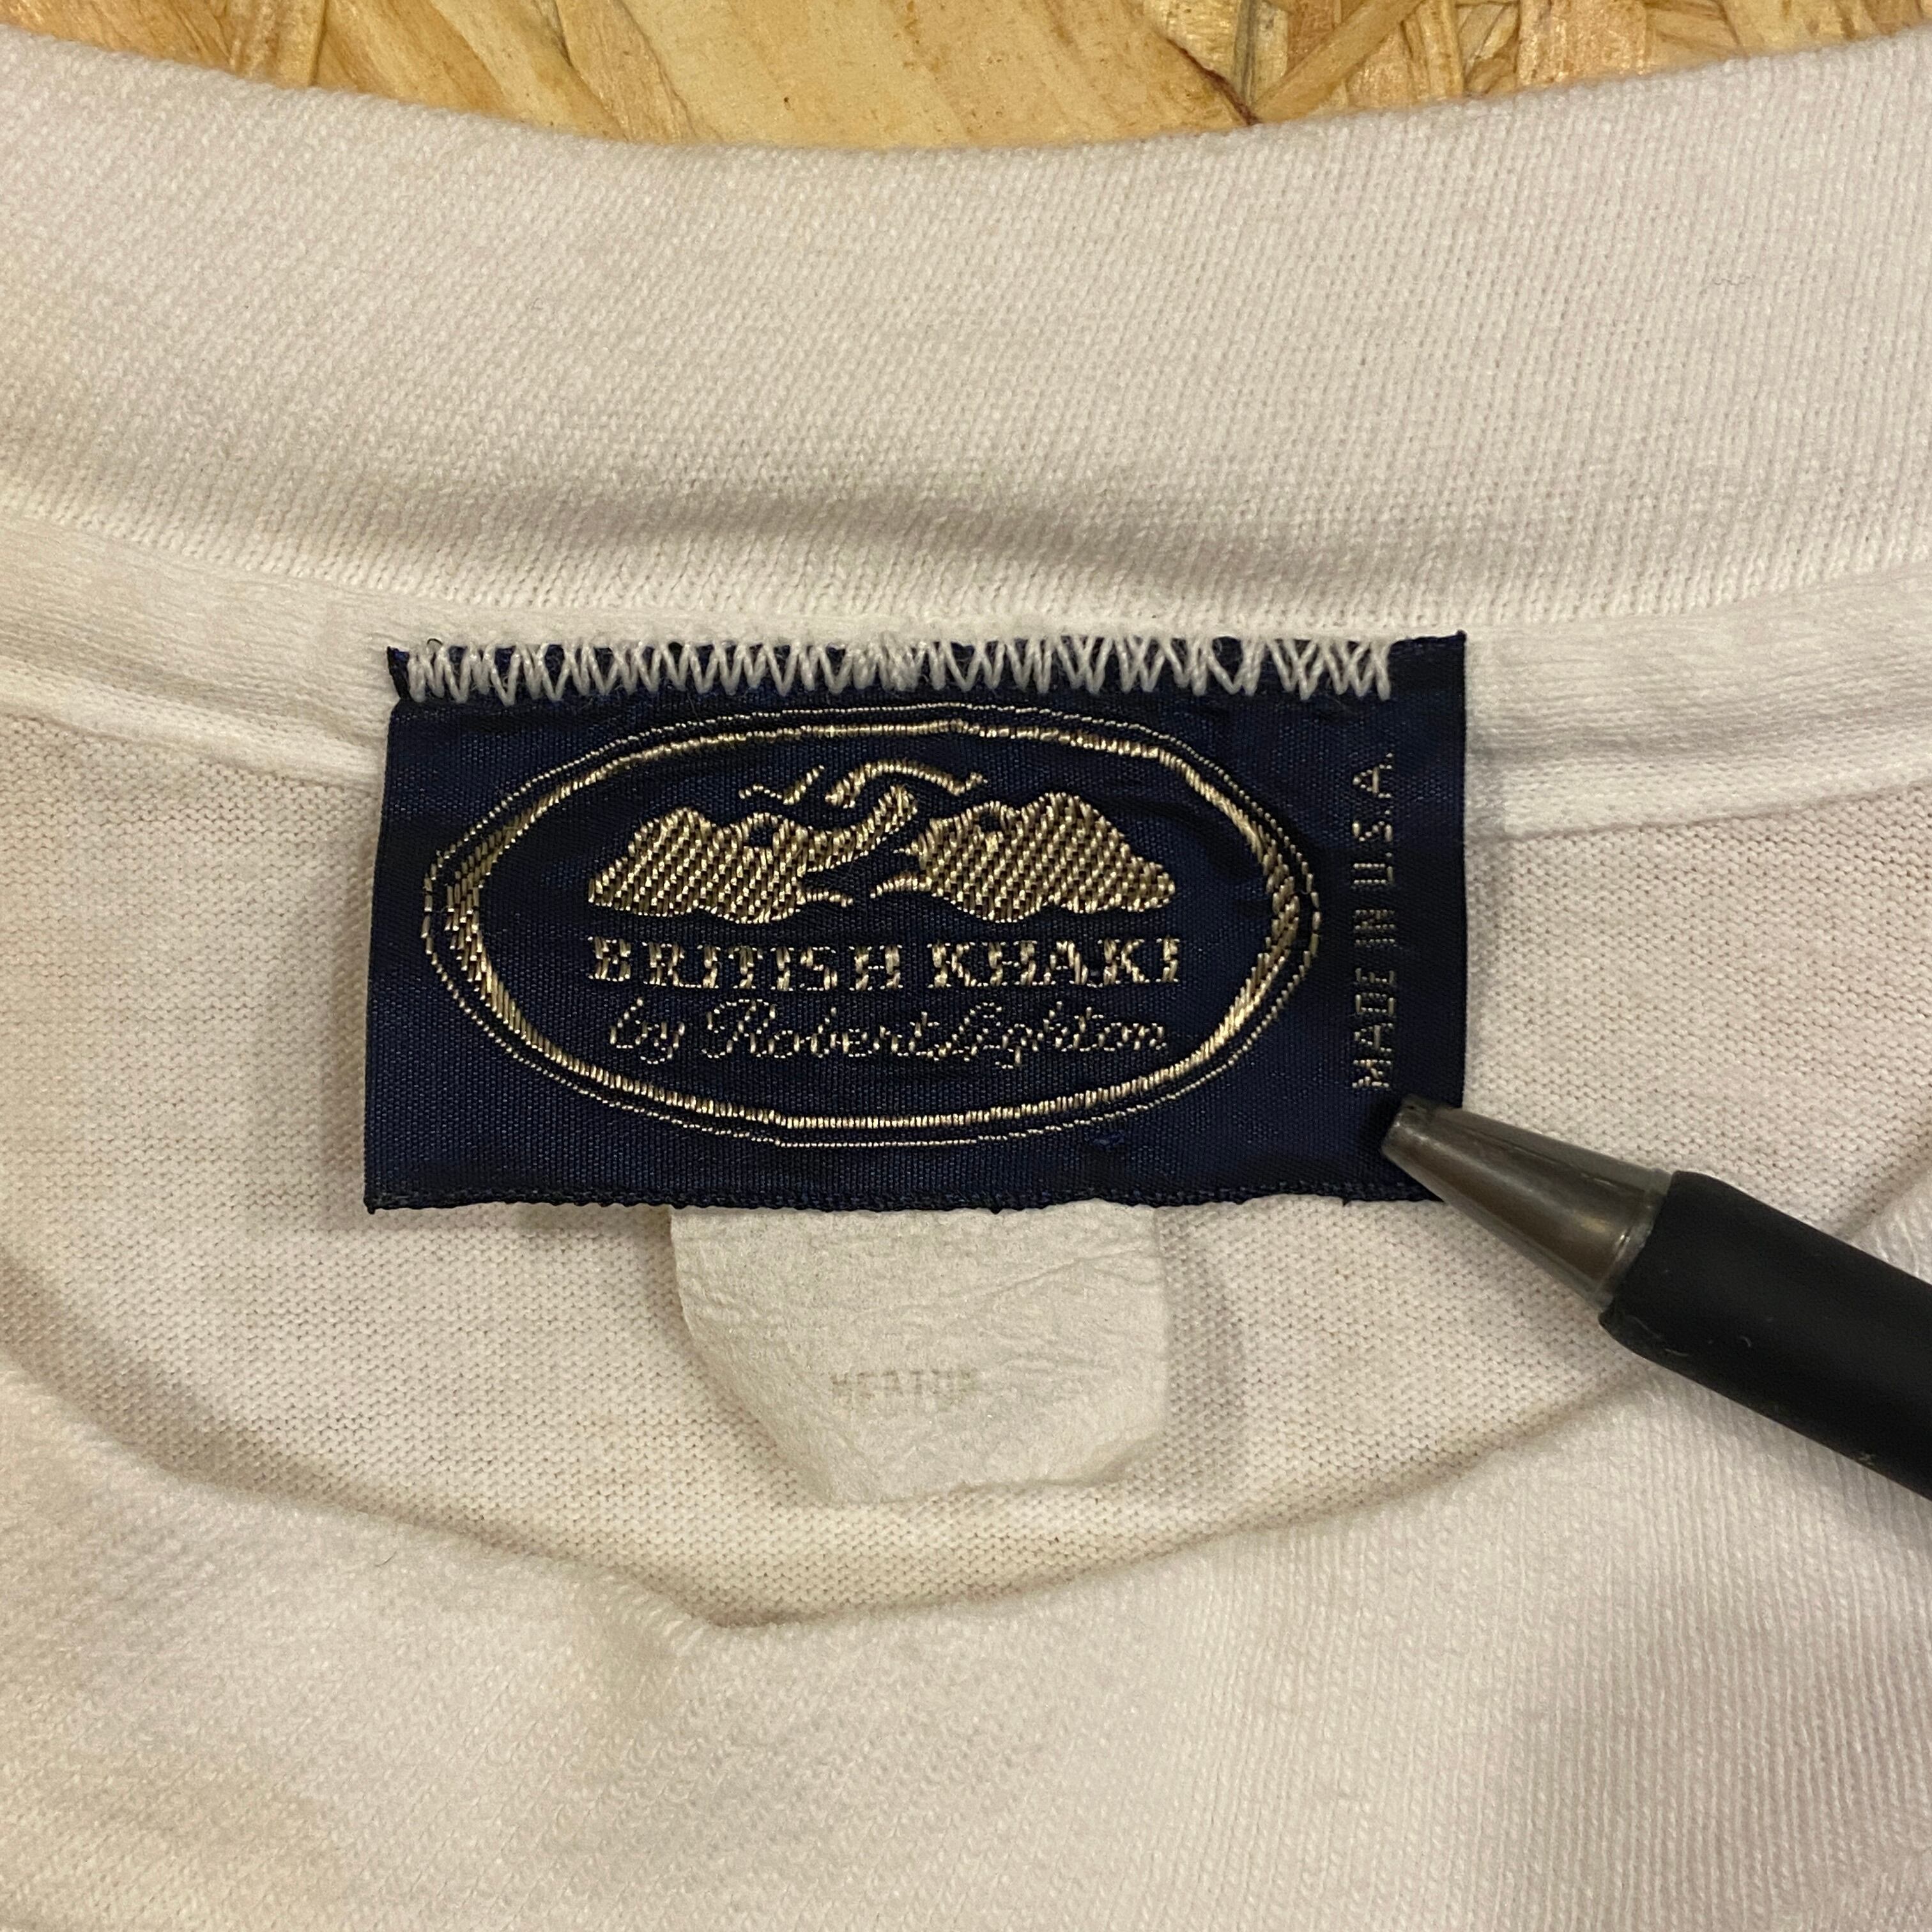 BRITISH KHAKI
by Robert Lighton
MADE IN U.S.A.